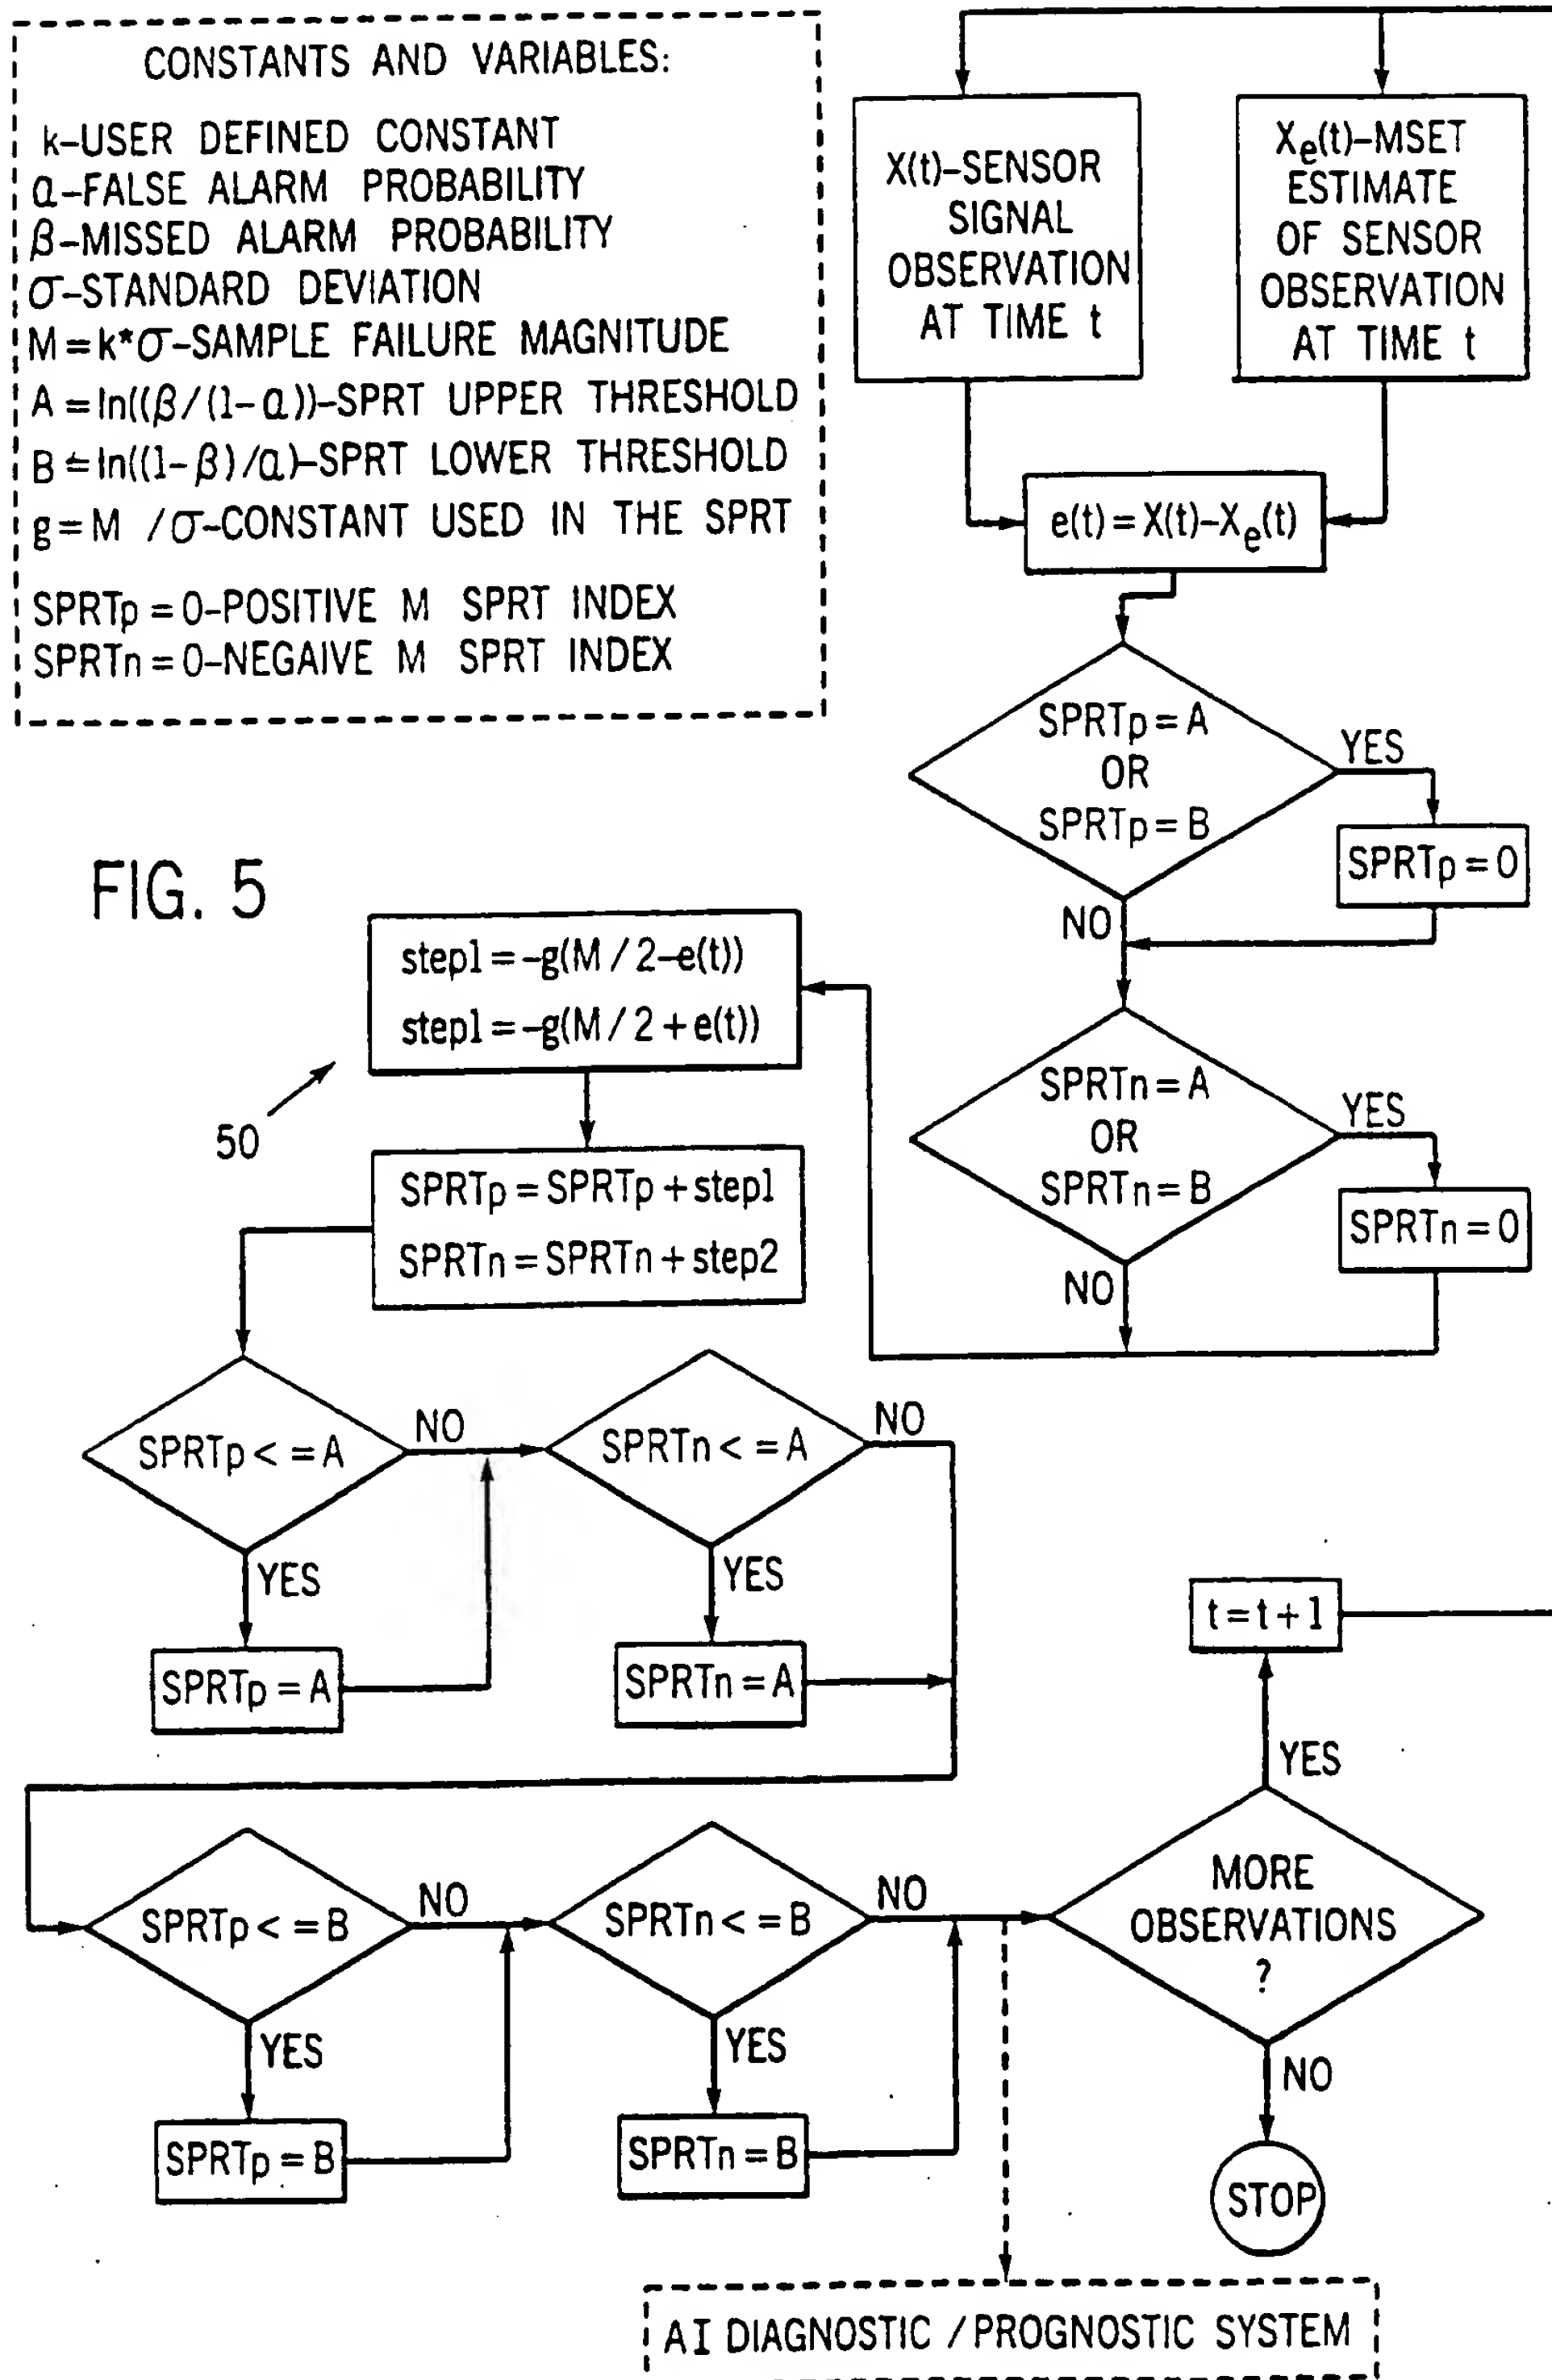 CONSTANTS AND VARIABLES:
k-USER DEFINED CONSTANT
α-FALSE ALARM PROBABILITY
β-MISSED ALARM PROBABILITY
σ-STANDARD DEVIATION
M=k*σ-SAMPLE FAILURE MAGNITUDE
A=ln((β/(1-α))-SPRT UPPER THRESHOLD
B=ln((1-β)/α)-SPRT LOWER THRESHOLD
g=M /σ-CONSTANT USED IN THE SPRT
SPRTp=0-POSITIVE M SPRT INDEX
SPRTn=0-NEGAIVE M SPRT INDEX
X(t)-SENSOR
SIGNAL
OBSERVATION
AT TIME t
Xe(t)-MSET
ESTIMATE
OF SENSOR
OBSERVATION
AT TIME t
e(t)=X(t)-Xe(t)
SPRTp=A
OR
SPRTp=B
YES
SPRTp=0
NO
SPRTn=A
OR
SPRTn=B
YES
SPRTn=0
NO
FIG. 5
step1=-g(M/2-e(t))
step1=-g(M/2+e(t))
50
SPRTp=SPRTp+step1
SPRTn=SPRTn+step2
SPRTp<=A
NO
YES
SPRTp=A
SPRTn<=A
NO
YES
SPRTn=A
SPRTp<=B
NO
YES
SPRTp=B
SPRTn<=B
NO
YES
SPRTn=B
t=t+1
YES
MORE
OBSERVATIONS
?
NO
STOP
AI DIAGNOSTIC /PROGNOSTIC SYSTEM